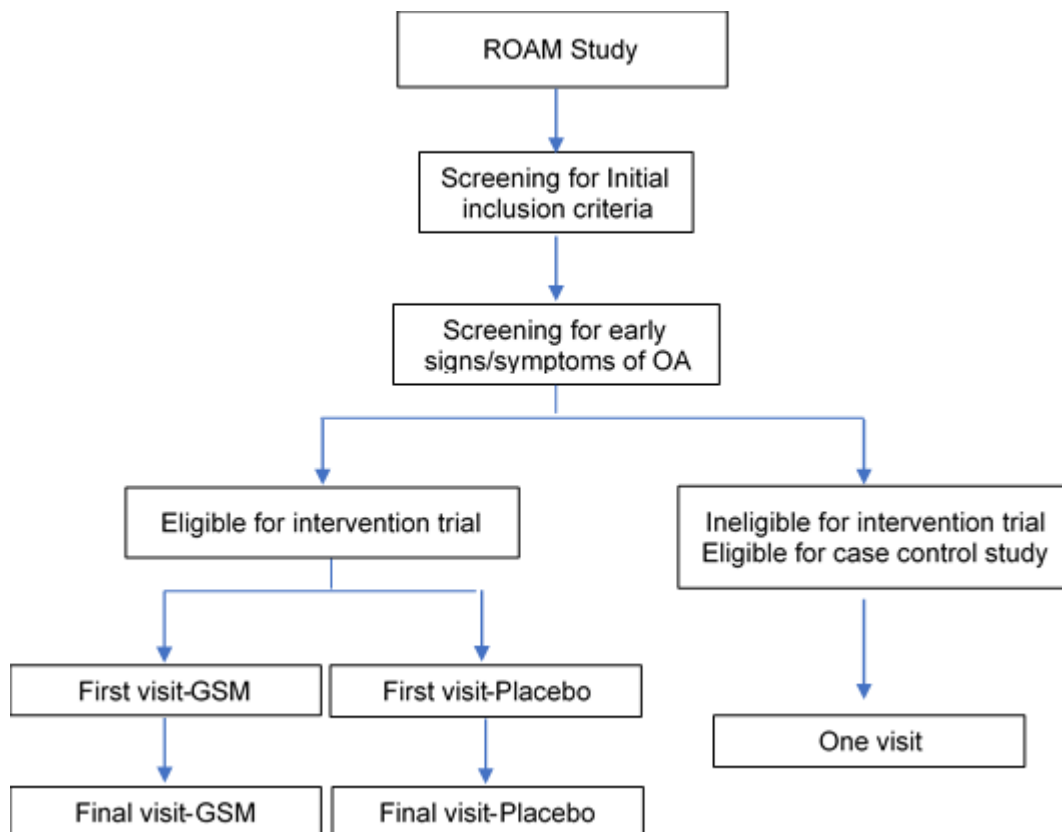 ROAM Study
Screening for Initial
inclusion criteria
Screening for early
signs/symptoms of OA
Eligible for intervention trial
Ineligible for intervention trial
Eligible for case control study
First visit-GSM
First visit-Placebo
One visit
Final visit-GSM
Final visit-Placebo